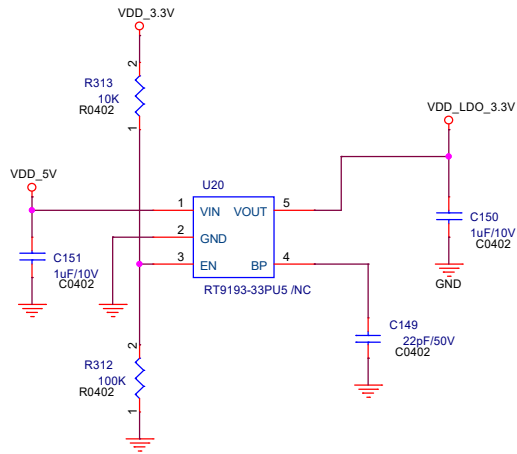 VDD_3.3V
2
R313
10K
R0402
1
VDD_LDO_3.3V
VDD_5V
U20
1
VIN
VOUT
5
2
GND
3
EN
BP
4
C151
1uF/10V
C0402
C150
1uF/10V
C0402
GND
RT9193-33PU5 /NC
C149
22pF/50V
C0402
2
R312
100K
R0402
1